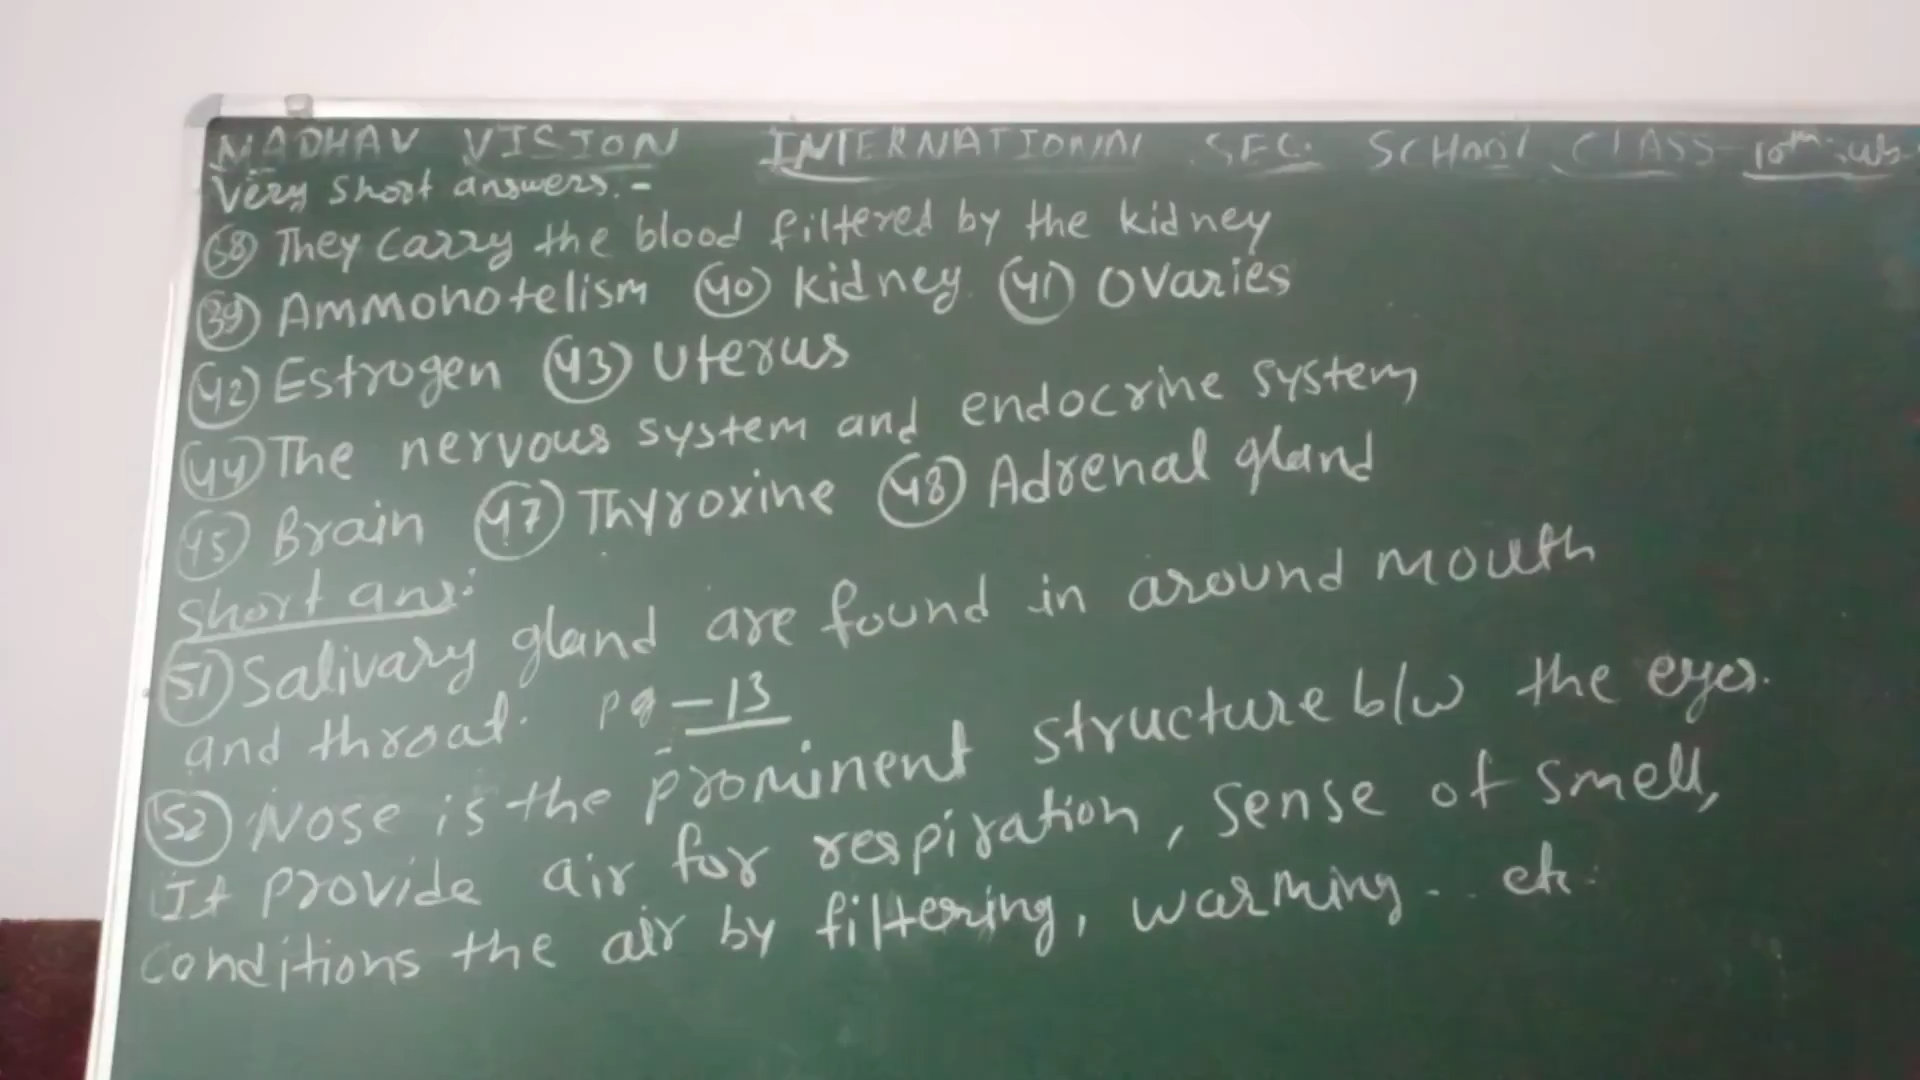 MADHAV VISION INTERNATIONAL SEC. SCHOOL CLASS - 10th
Very short answers. -
(38) They carry the blood filtered by the kidney
(39) Ammonotelism (40) kidney. (41) Ovaries
(42) Estrogen (43) Uterus
(44) The nervous system and endocrine system,
(45) Brain (47) Thyroxine (48) Adrenal gland
Short ans:
(51) Salivary gland are found in around mouth
and throat. pg - 13
(52) Nose is the prominent structure b/w the eyes.
It provide air for respiration, sense of smell,
conditions the air by filtering, warming.. etc.